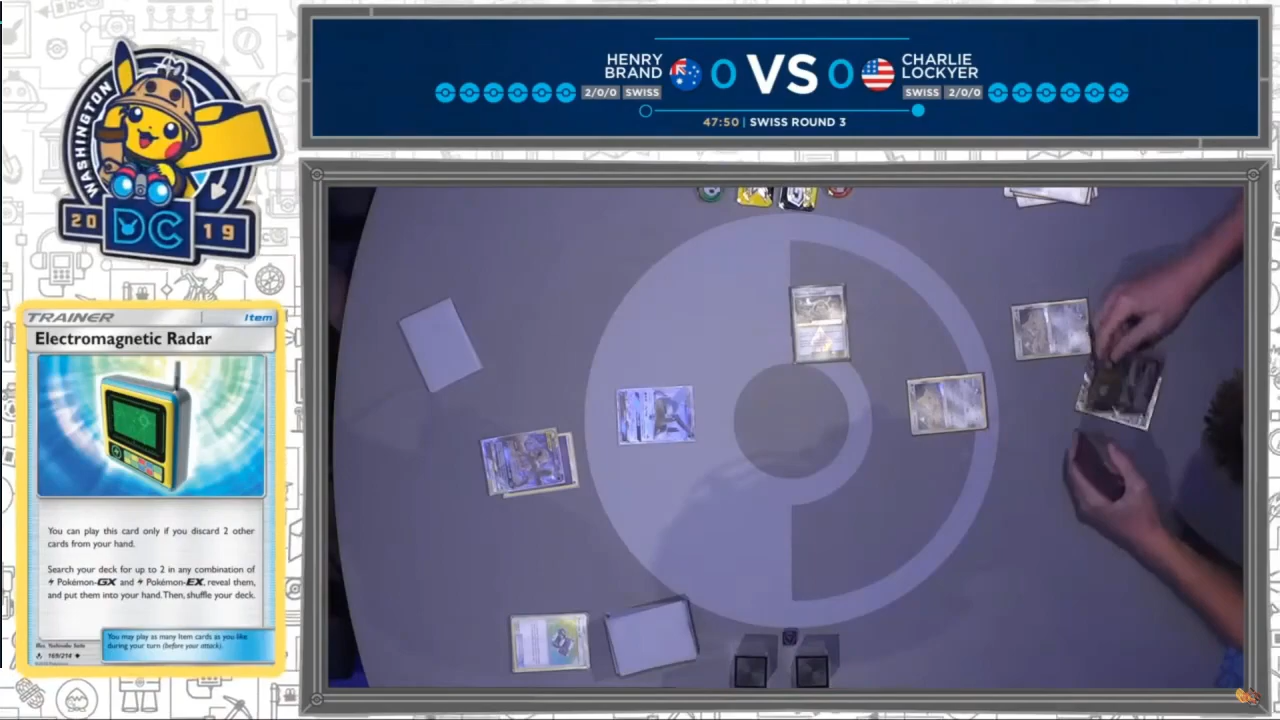 WASHINGTON
20 DC 19
HENRY
BRAND
0 VS 0
CHARLIE
LOCKYER
2/0/0 SWISS
SWISS 2/0/0
47:50 | SWISS ROUND 3
TRAINER Item
Electromagnetic Radar
You can play this card only if you discard 2 other
cards from your hand.
Search your deck for up to 2 in any combination of
Pokémon-GX and Pokémon-EX, reveal them,
and put them into your hand. Then, shuffle your deck.
You may play as many Item cards as you like
during your turn (before your attack).
169/214